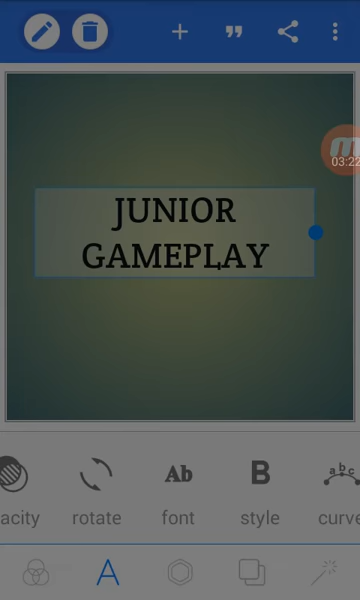 03:22
JUNIOR
GAMEPLAY
acity rotate font style curve
Ab B abc
A